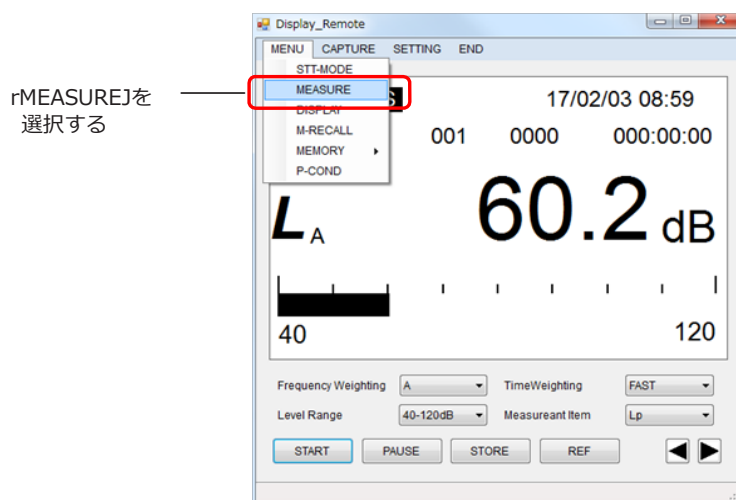 Display_Remote
MENU CAPTURE SETTING END
STT-MODE
MEASURE
DISPLAY
M-RECALL
MEMORY
P-COND
rMEASUREJを
選択する
17/02/03 08:59
001 0000 000:00:00
LA 60.2 dB
40 120
Frequency Weighting A TimeWeighting FAST
Level Range 40-120dB Measureant Item Lp
START PAUSE STORE REF